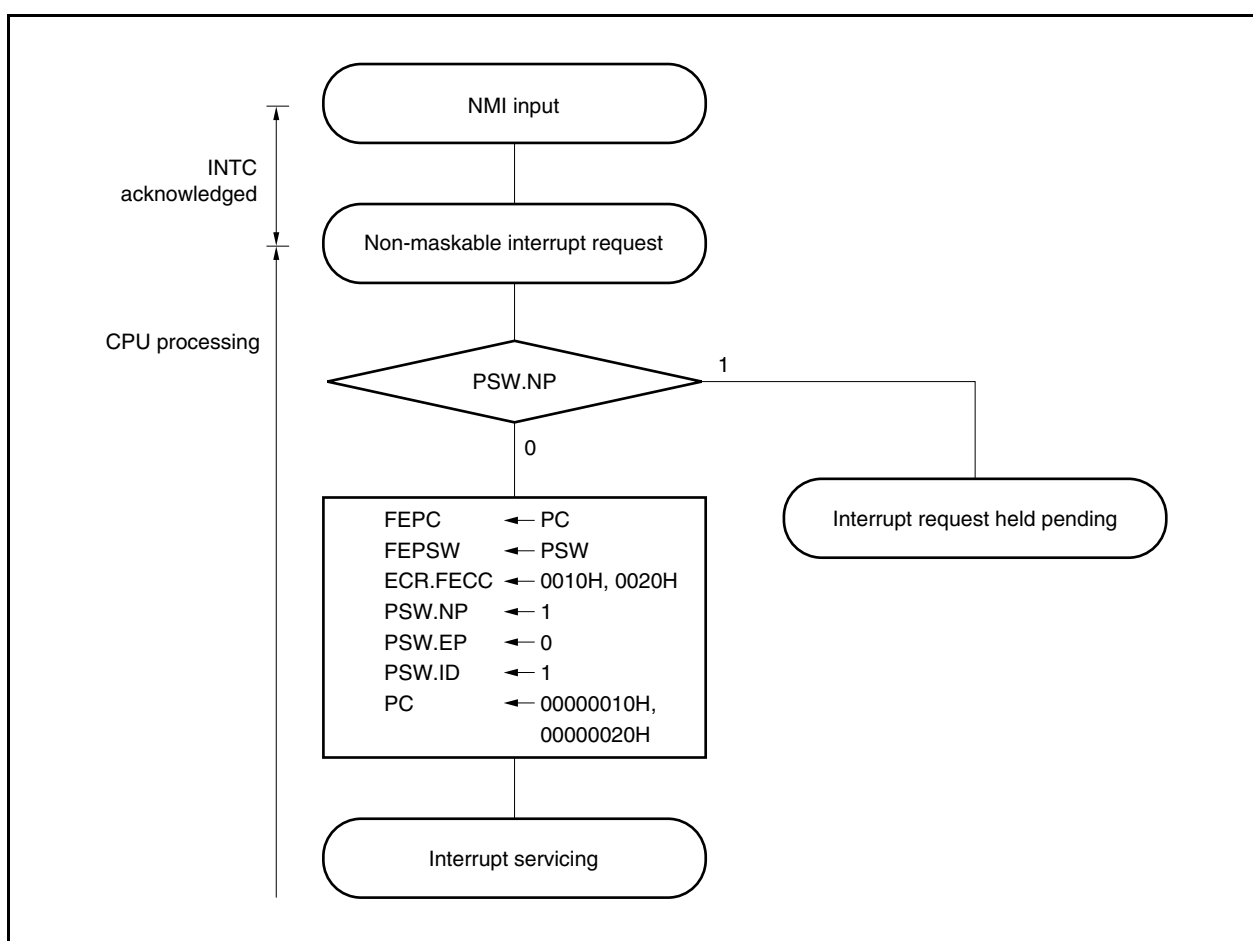 NMI input
INTC
acknowledged
Non-maskable interrupt request
CPU processing
PSW.NP
1
0
Interrupt request held pending
FEPC ← PC
FEPSW ← PSW
ECR.FECC ← 0010H, 0020H
PSW.NP ← 1
PSW.EP ← 0
PSW.ID ← 1
PC ← 00000010H,
00000020H
Interrupt servicing